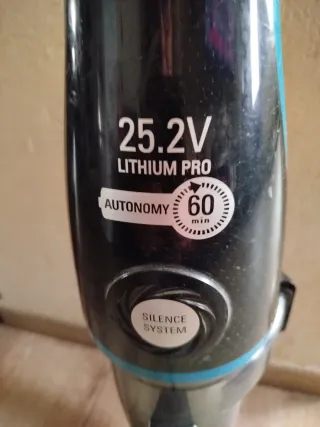 25.2V
LITHIUM PRO
AUTONOMY 60
min
SILENCE
SYSTEM